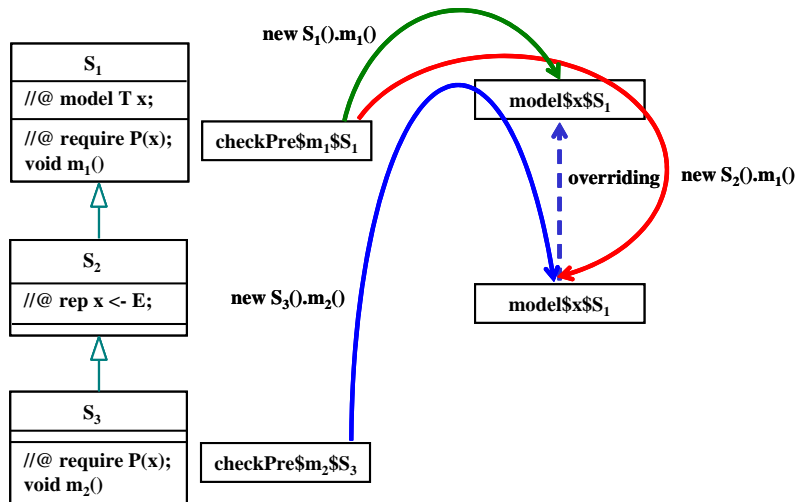 S₁
//@ model T x;
//@ require P(x);
void m₁()
S₂
//@ rep x <- E;
S₃
//@ require P(x);
void m₂()
new S₁().m₁()
checkPre$m₁$S₁
model$x$S₁
overriding
new S₂().m₁()
new S₃().m₂()
model$x$S₁
checkPre$m₂$S₃